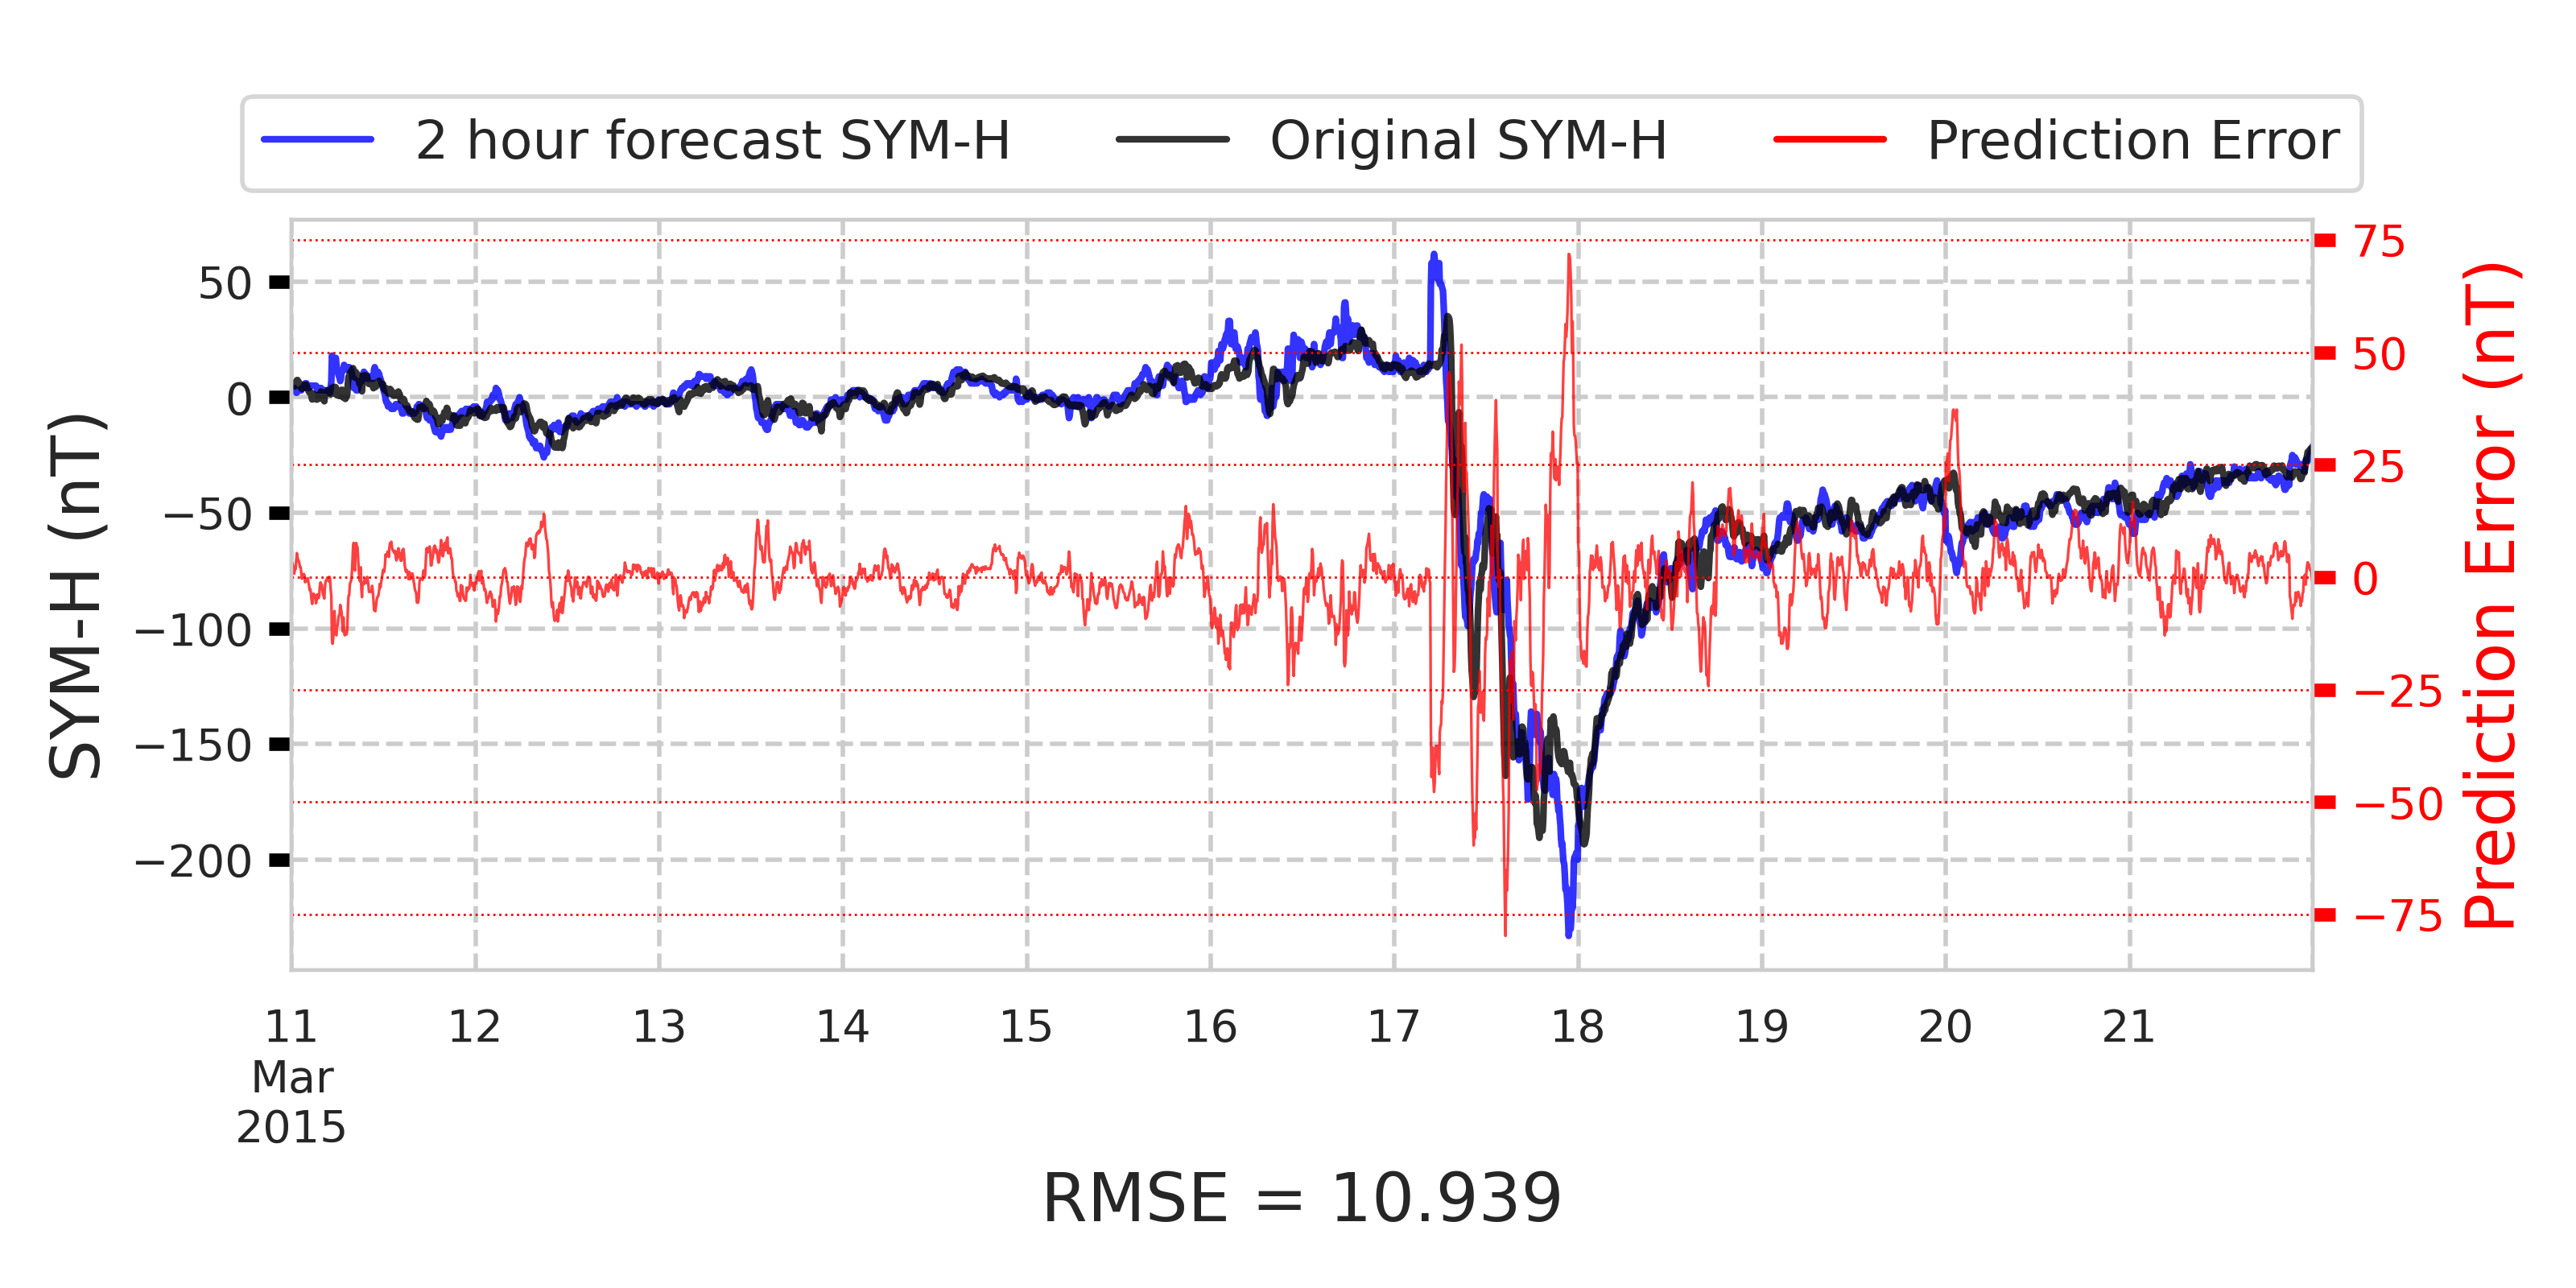 2 hour forecast SYM-H Original SYM-H Prediction Error
SYM-H (nT)
50
0
−50
−100
−150
−200
75
50
25
0
−25
−50
−75
Prediction Error (nT)
11 12 13 14 15 16 17 18 19 20 21
Mar
2015
RMSE = 10.939